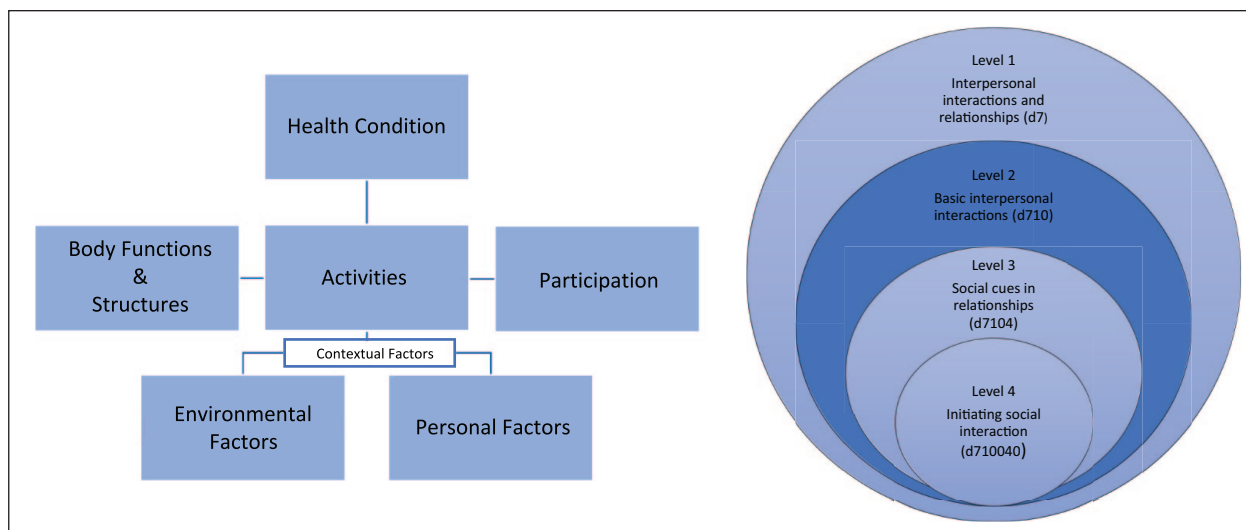 Health Condition
Body Functions
&
Structures
Activities
Participation
Contextual Factors
Environmental
Factors
Personal Factors
Level 1
Interpersonal
interactions and
relationships (d7)
Level 2
Basic interpersonal
interactions (d710)
Level 3
Social cues in
relationships
(d7104)
Level 4
Initiating social
interaction
(d710040)